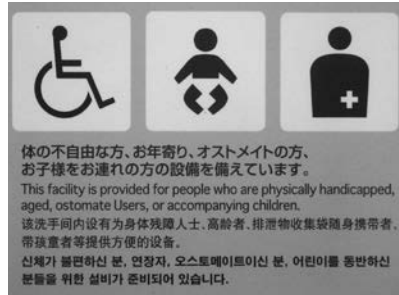 体の不自由な方、お年寄り、オストメイトの方、
お子様をお連れの方の設備を備えています。
This facility is provided for people who are physically handicapped,
aged, ostomate Users, or accompanying children.
该洗手间内设有为身体残障人士、高龄者、排泄物收集袋随身携带者、
带孩童者等提供方便的设备。
신체가 불편하신 분, 연장자, 오스토메이트이신 분, 어린이를 동반하신
분들을 위한 설비가 준비되어 있습니다.